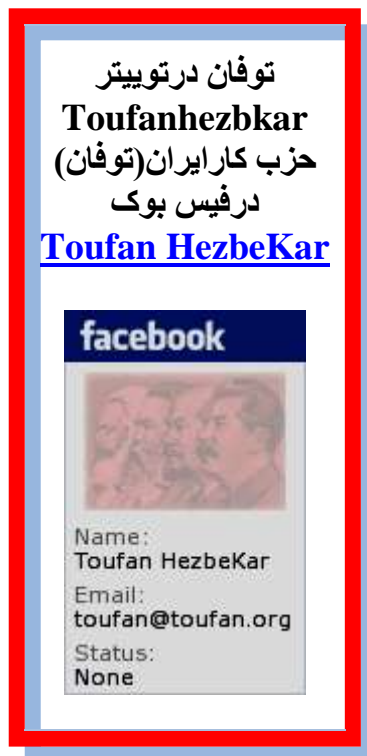 توفان درتوییتر
Toufanhezbkar
حزب کارایران(توفان)
درفیس بوک
Toufan HezbeKar
facebook
Name:
Toufan HezbeKar
Email:
toufan@toufan.org
Status:
None